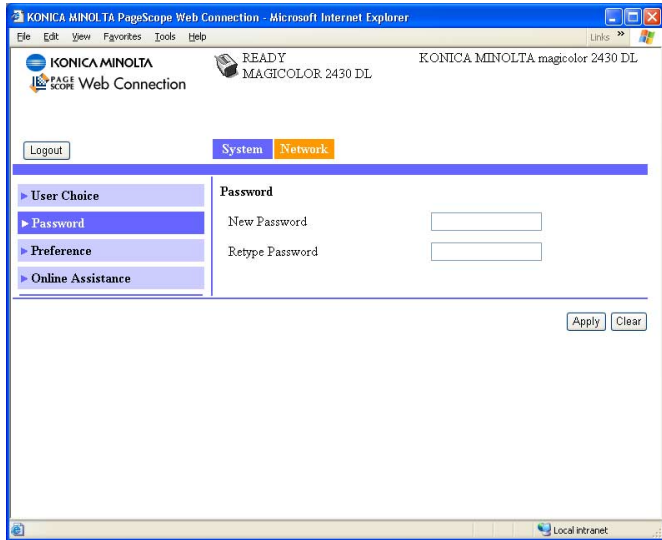 KONICA MINOLTA PageScope Web Connection - Microsoft Internet Explorer
File Edit View Favorites Tools Help
Links »
KONICA MINOLTA
PAGE SCOPE Web Connection
READY
MAGICOLOR 2430 DL
KONICA MINOLTA magicolor 2430 DL
Logout
System Network
User Choice
Password
Preference
Online Assistance
Password
New Password
Retype Password
Apply Clear
Local intranet